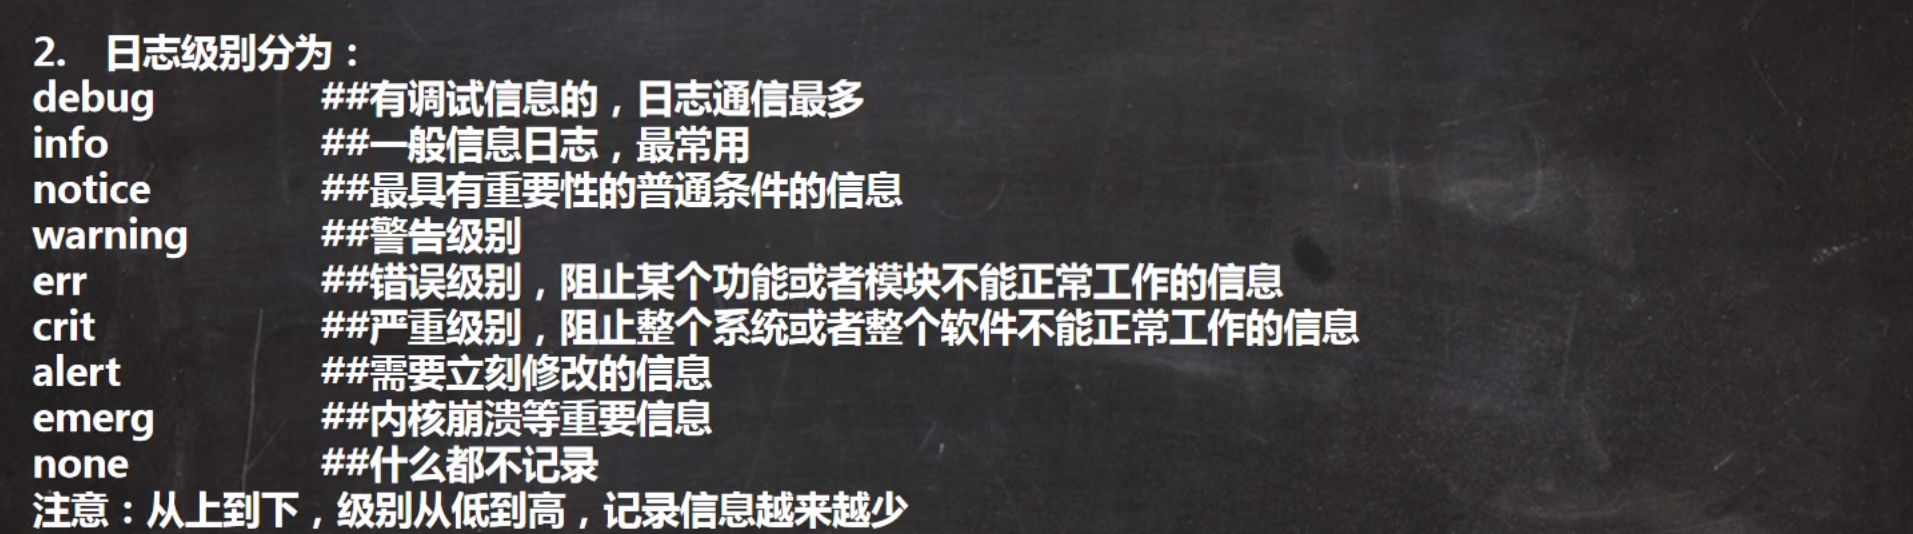 2. 日志级别分为：
debug ##有调试信息的，日志通信最多
info ##一般信息日志，最常用
notice ##最具有重要性的普通条件的信息
warning ##警告级别
err ##错误级别，阻止某个功能或者模块不能正常工作的信息
crit ##严重级别，阻止整个系统或者整个软件不能正常工作的信息
alert ##需要立刻修改的信息
emerg ##内核崩溃等重要信息
none ##什么都不记录
注意：从上到下，级别从低到高，记录信息越来越少